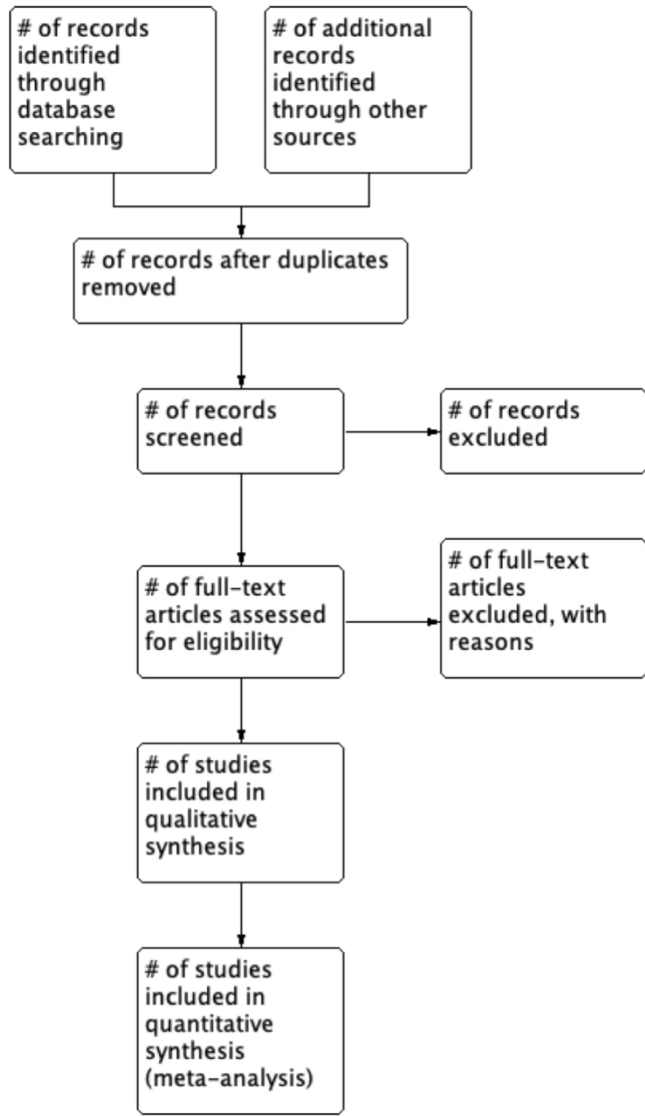 # of records
identified
through
database
searching
# of additional
records
identified
through other
sources
# of records after duplicates
removed
# of records
screened
# of records
excluded
# of full-text
articles assessed
for eligibility
# of full-text
articles
excluded, with
reasons
# of studies
included in
qualitative
synthesis
# of studies
included in
quantitative
synthesis
(meta-analysis)